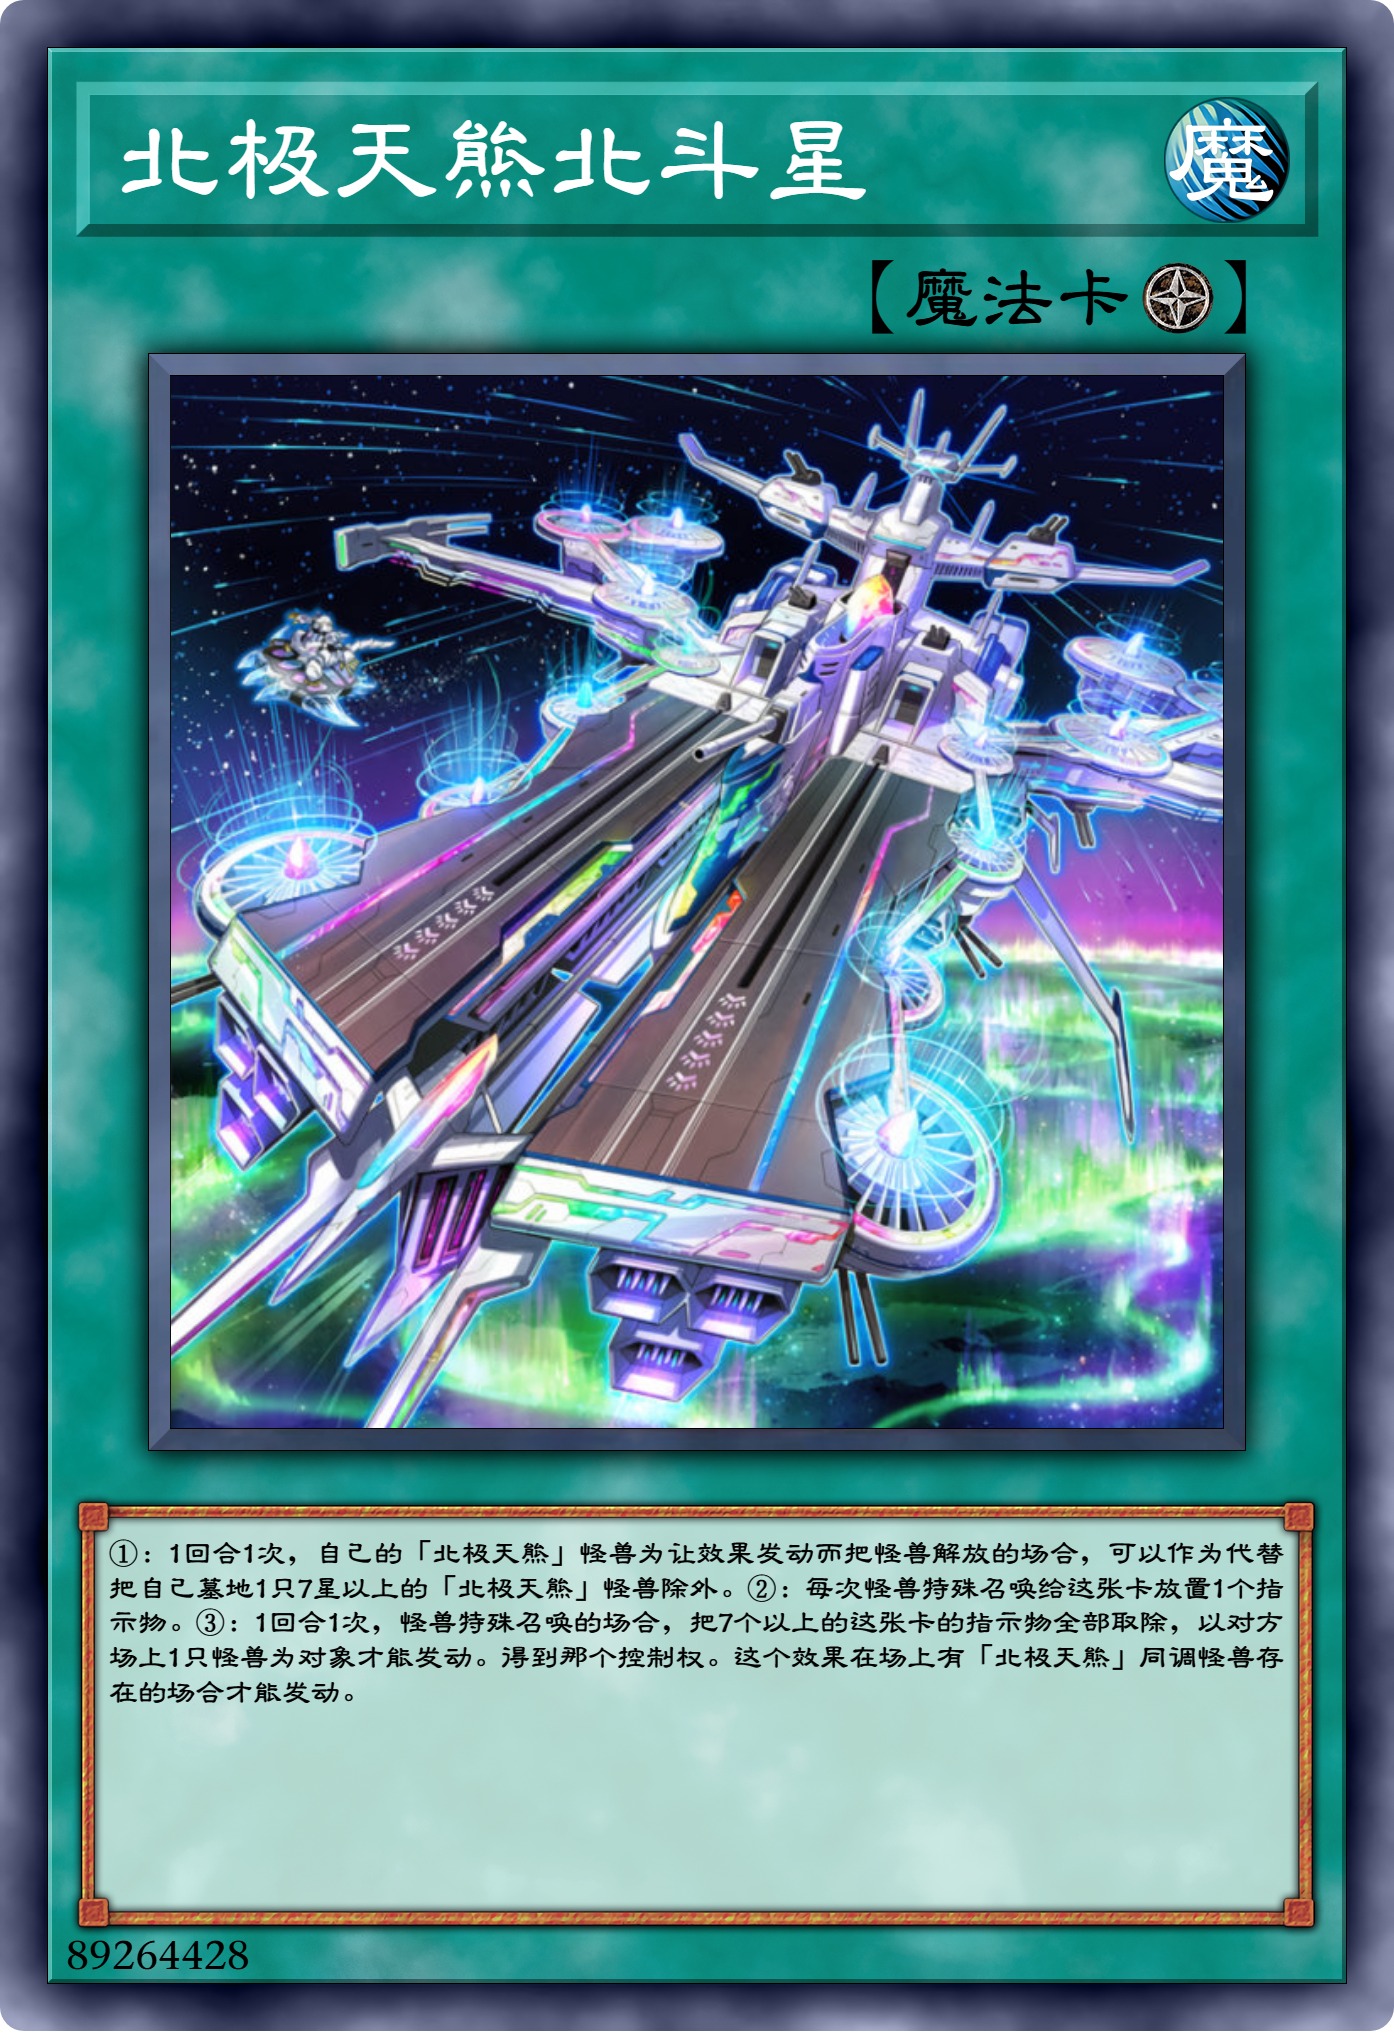 北极天熊北斗星
魔
【魔法卡】
①：1回合1次，自己的「北极天熊」怪兽为让效果发动而把怪兽解放的场合，可以作为代替
把自己墓地1只7星以上的「北极天熊」怪兽除外。②：每次怪兽特殊召唤给这张卡放置1个指
示物。③：1回合1次，怪兽特殊召唤的场合，把7个以上的这张卡的指示物全部取除，以对方
场上1只怪兽为对象才能发动。得到那个控制权。这个效果在场上有「北极天熊」同调怪兽存
在的场合才能发动。
89264428